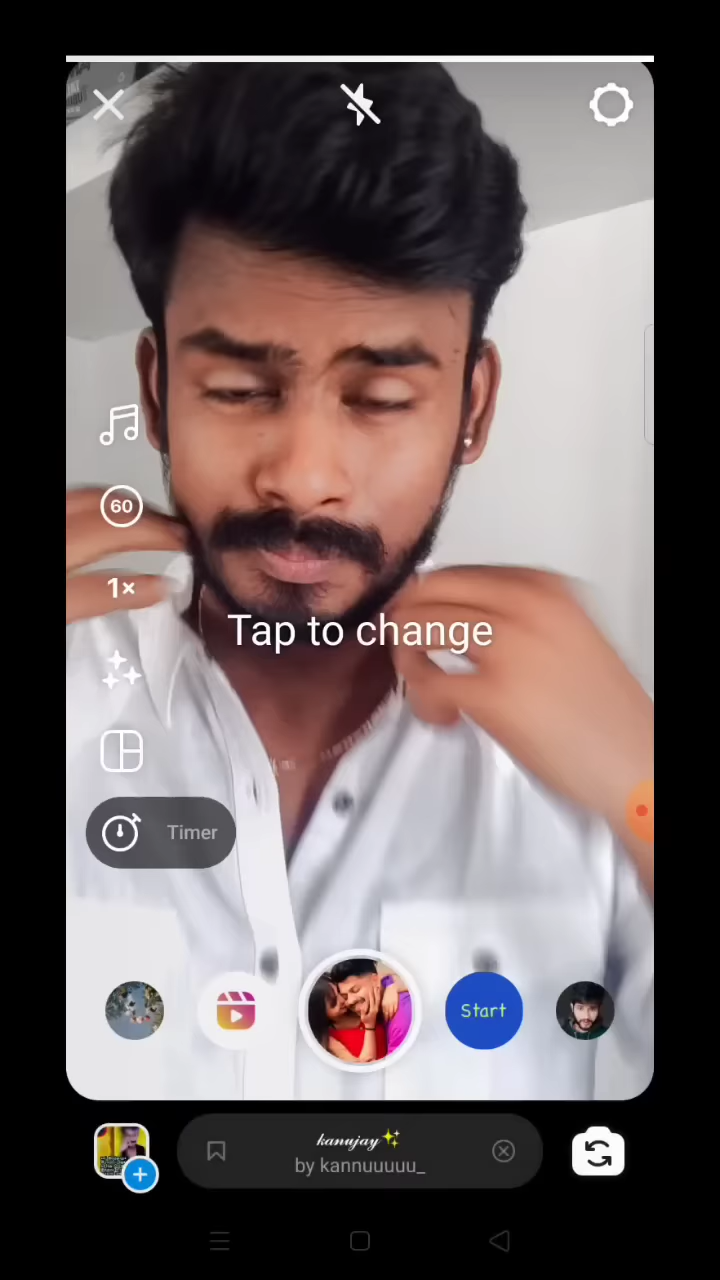 60
1×
Tap to change
Timer
Start
kanujay✨
by kannuuuuu_